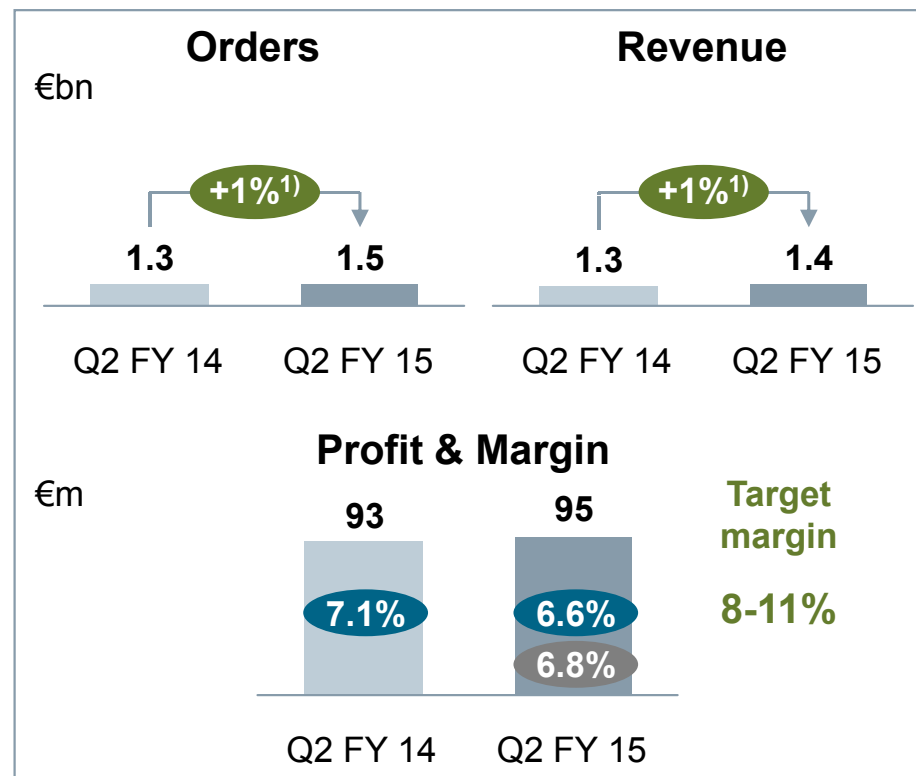 Orders
Revenue
€bn
+1%1)
+1%1)
1.3
1.5
1.3
1.4
Q2 FY 14
Q2 FY 15
Q2 FY 14
Q2 FY 15
Profit & Margin
€m
Target
margin
93
95
7.1%
6.6%
8-11%
6.8%
Q2 FY 14
Q2 FY 15